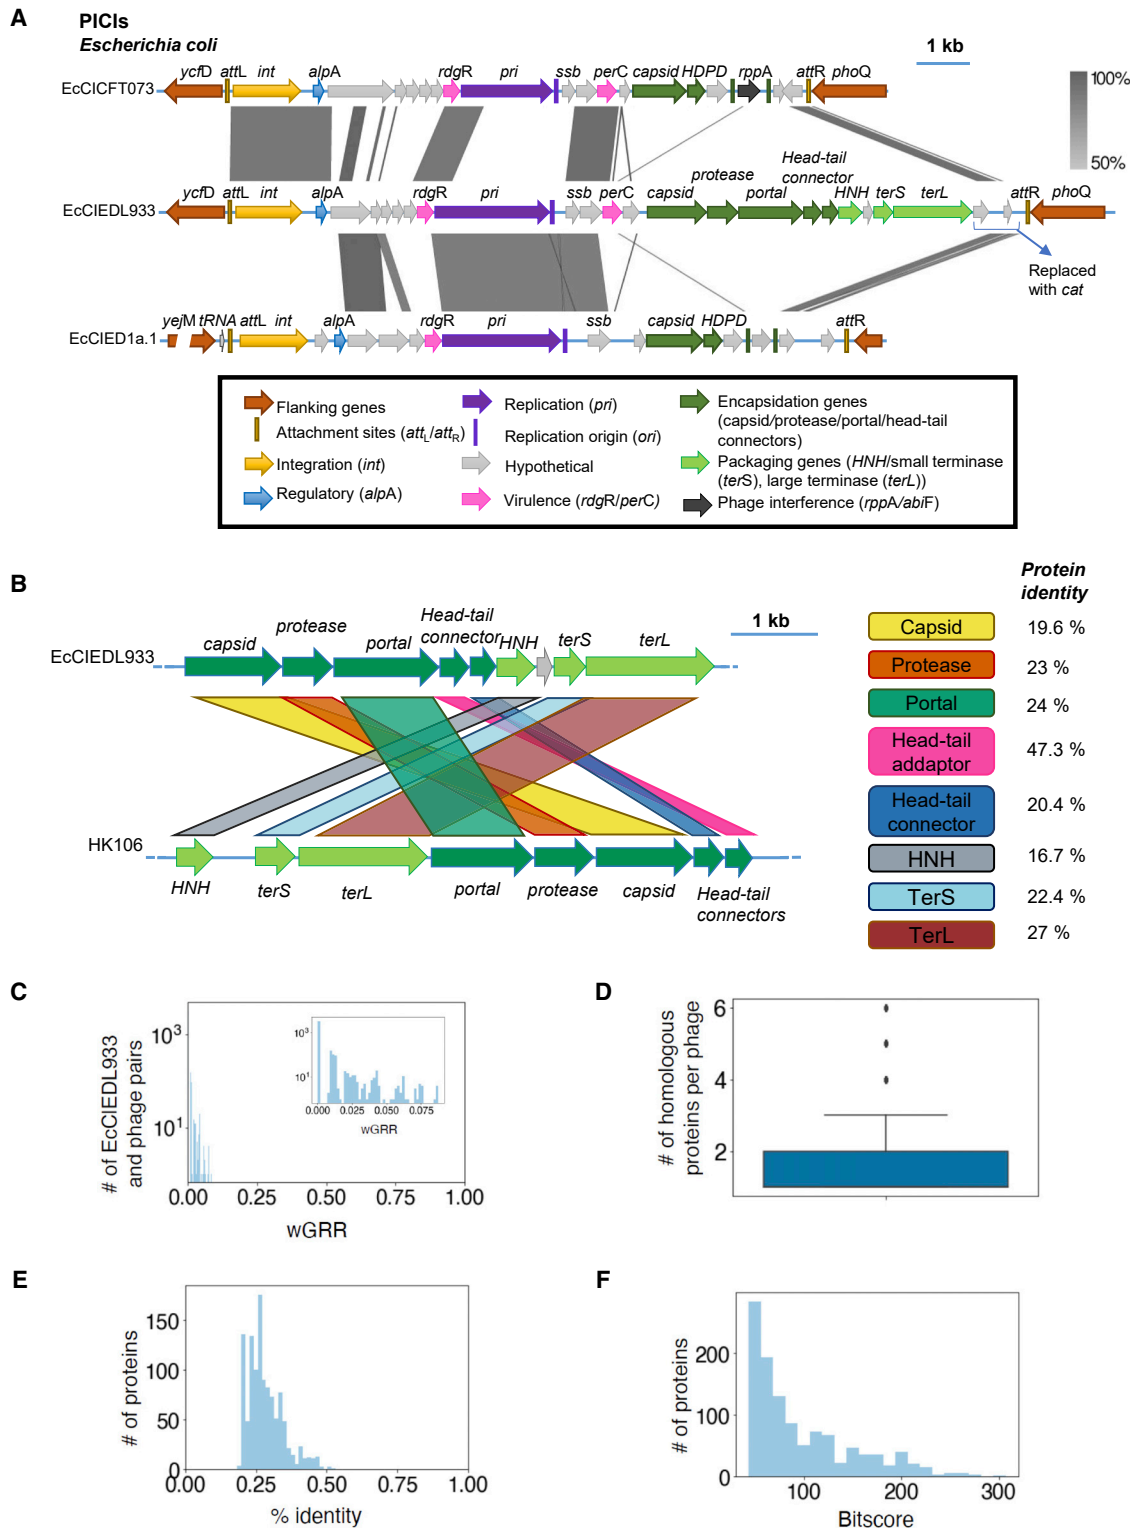 A
PICIs
Escherichia coli
1 kb
ycfD attL int alpA rdgR pri ssb perC capsid HDPD rppA attR phoQ
EcCICFT073
100%
50%
Head-tail
connector
protease
ycfD attL int alpA rdgR pri ssb perC capsid portal HNH terS terL attR phoQ
EcCIEDL933
Replaced
with cat
yejM tRNA attL int alpA rdgR pri ssb capsid HDPD attR
EcCIED1a.1
Flanking genes
Attachment sites (attL/attR)
Integration (int)
Regulatory (alpA)
Replication (pri)
Replication origin (ori)
Hypothetical
Virulence (rdgR/perC)
Encapsidation genes
(capsid/protease/portal/head-tail
connectors)
Packaging genes (HNH/small terminase
(terS), large terminase (terL))
Phage interference (rppA/abiF)
B
Protein
identity
1 kb
Head-tail
connector
capsid protease portal HNH terS terL
EcCIEDL933
HK106
HNH terS terL portal protease capsid Head-tail
connectors
Capsid 19.6 %
Protease 23 %
Portal 24 %
Head-tail
addaptor 47.3 %
Head-tail
connector 20.4 %
HNH 16.7 %
TerS 22.4 %
TerL 27 %
C
# of EcCIEDL933
and phage pairs
10³
10¹
0.00 0.25 0.50 0.75 1.00
wGRR
10³
10¹
0.000 0.025 0.050 0.075
wGRR
D
# of homologous
proteins per phage
6
4
2
E
# of proteins
150
100
50
0
0.00 0.25 0.50 0.75 1.00
% identity
F
# of proteins
200
100
0
100 200 300
Bitscore